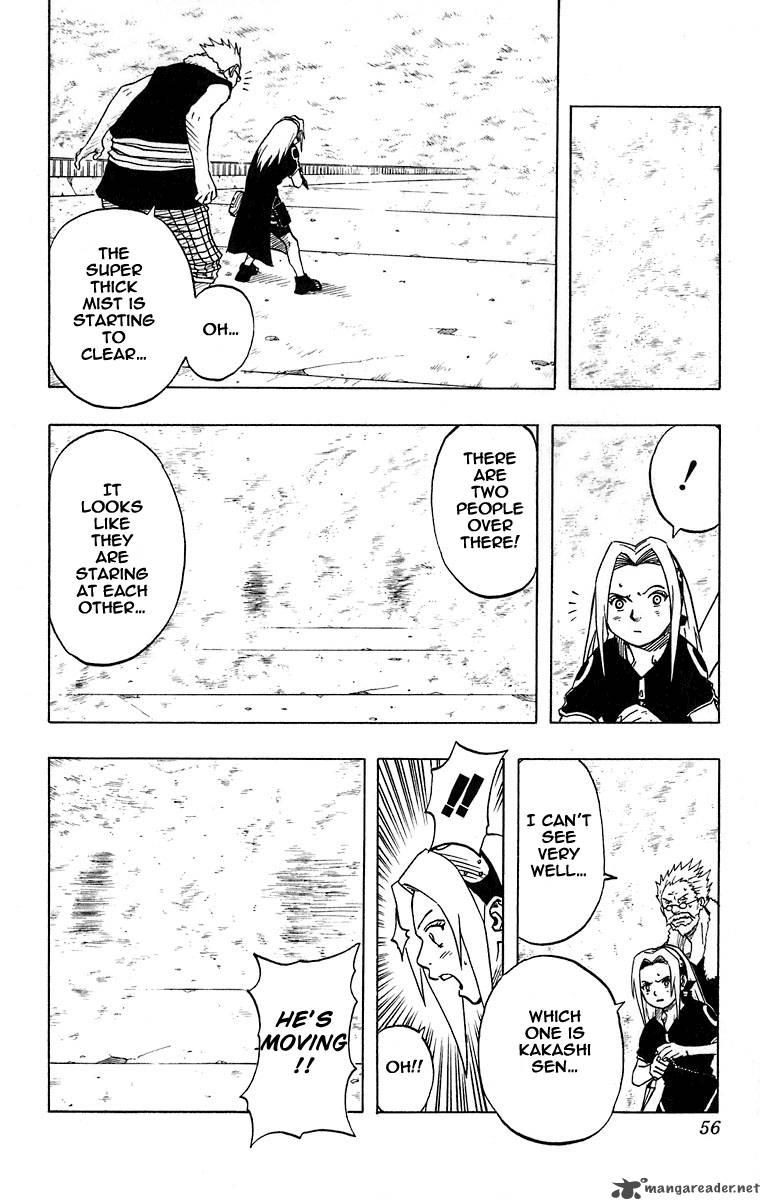 OH...
THE
SUPER
THICK
MIST IS
STARTING
TO
CLEAR...
!
THERE
ARE
TWO
PEOPLE
OVER
THERE!
IT
LOOKS
LIKE
THEY
ARE
STARING
AT EACH
OTHER...
I CAN'T
SEE
VERY
WELL...
WHICH
ONE IS
KAKASHI
SEN...
!!
OH!!
HE'S
MOVING
!!
56
mangareader.net